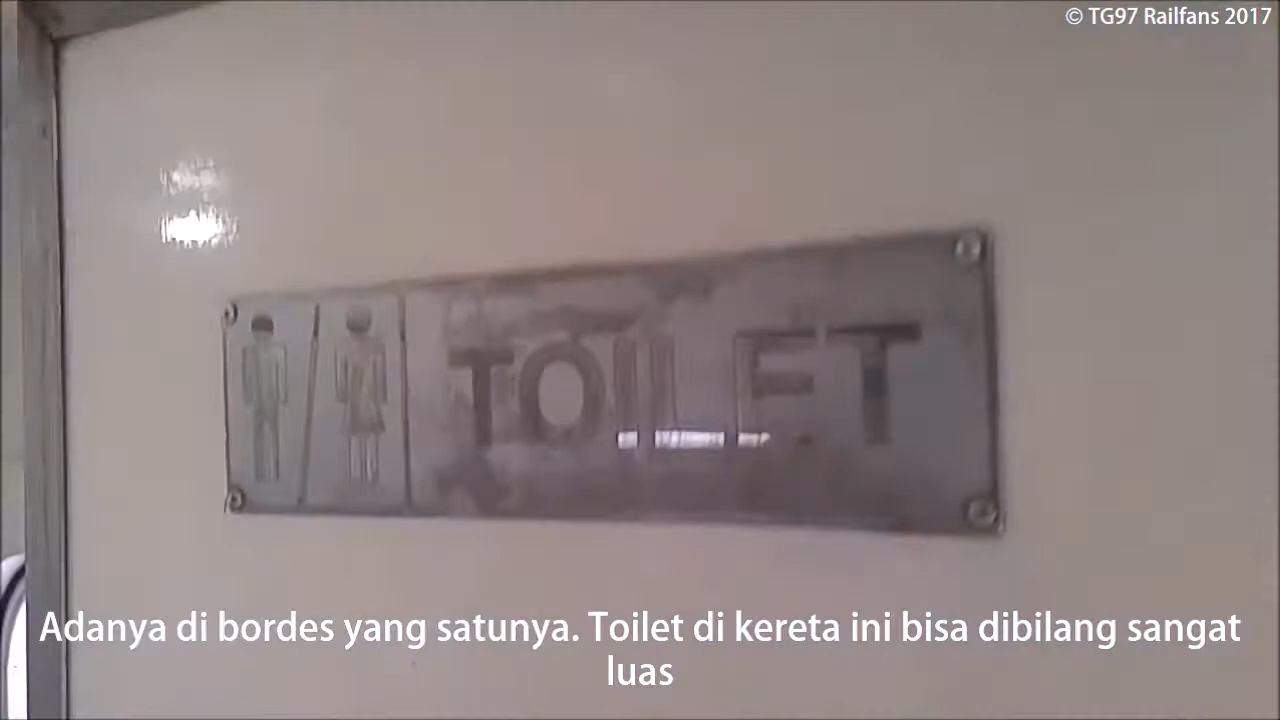 © TG97 Railfans 2017
TOILET
Adanya di bordes yang satunya. Toilet di kereta ini bisa dibilang sangat
luas